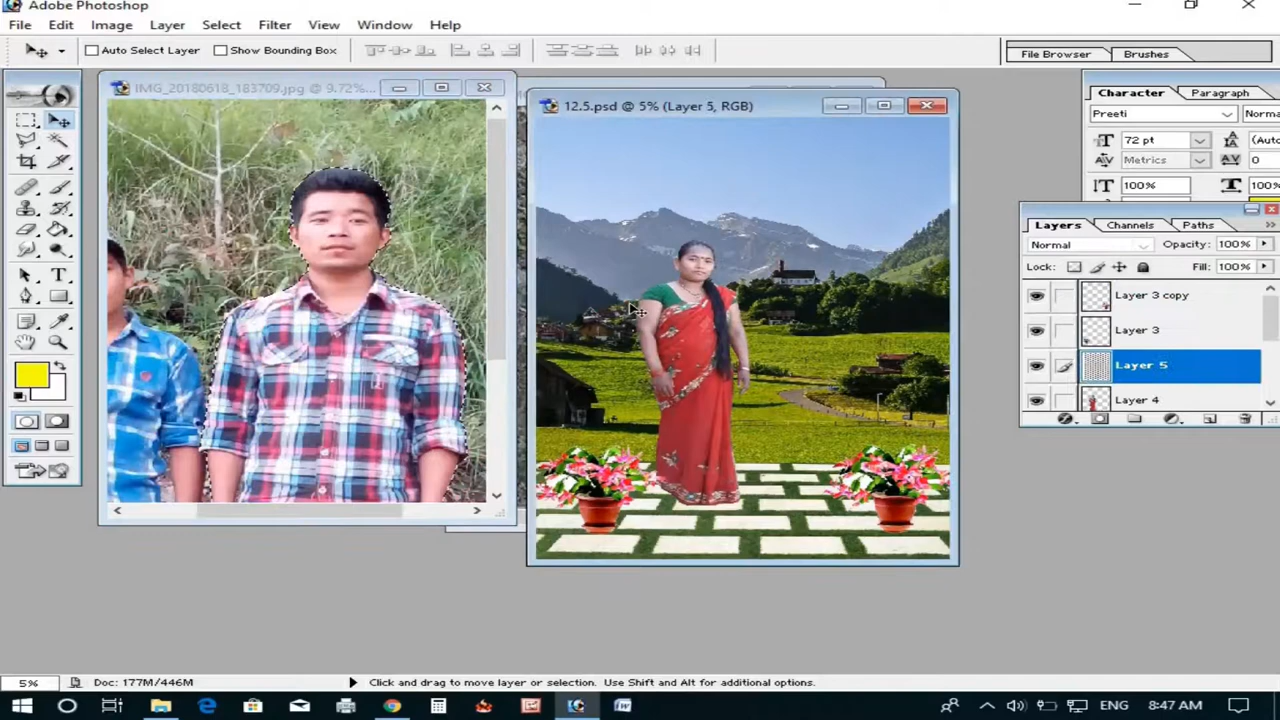 Adobe Photoshop
File Edit Image Layer Select Filter View Window Help
Auto Select Layer Show Bounding Box File Browser Brushes
IMG_20180618_183709.jpg @ 9.72%...
12.5.psd @ 5% (Layer 5, RGB)
Character Paragraph
Preeti Norma
T T 72 pt A A (Auto
A V Metrics A V 0
T 100% T 100%
Layers Channels Paths
Normal Opacity: 100%
Lock: Fill: 100%
Layer 3 copy
Layer 3
Layer 5
Layer 4
5% Doc: 177M/446M Click and drag to move layer or selection. Use Shift and Alt for additional options.
ENG 8:47 AM